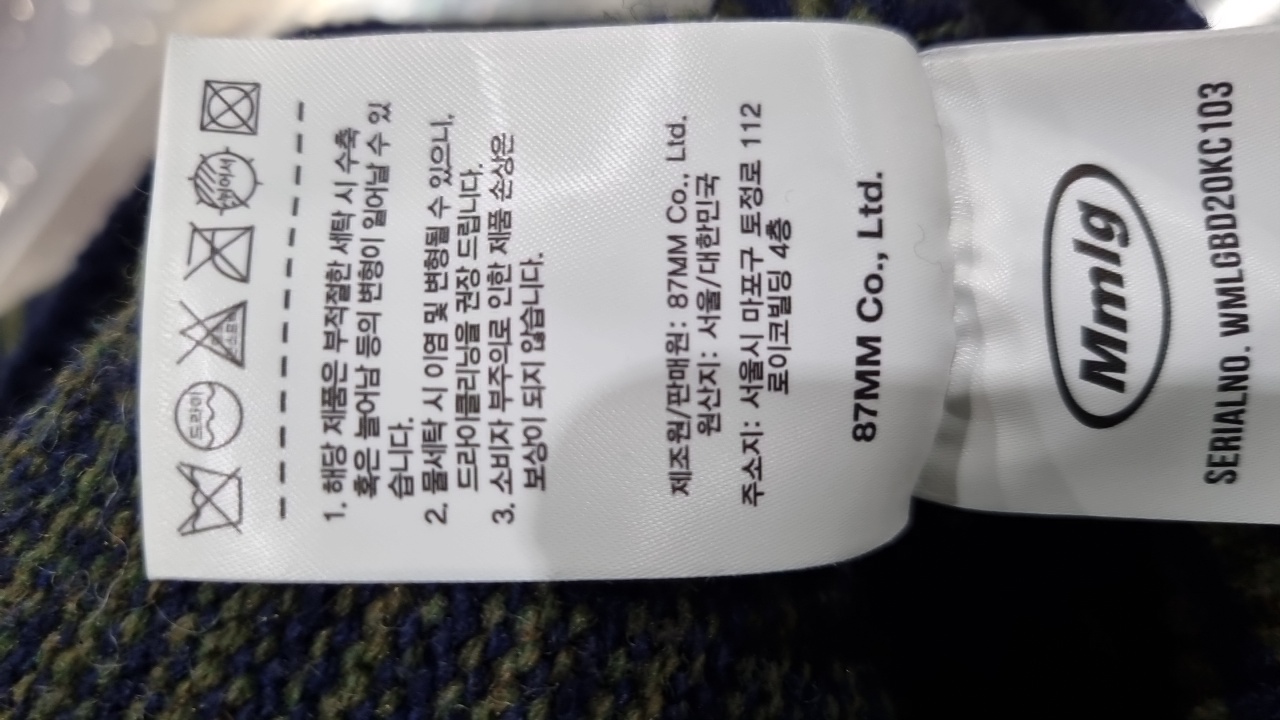 드라이
뉘어서
1. 해당 제품은 부적절한 세탁 시 수축
혹은 늘어남 등의 변형이 일어날 수 있
습니다.
2. 물세탁 시 이염 및 변형될 수 있으니,
드라이클리닝을 권장 드립니다.
3. 소비자 부주의로 인한 제품 손상은
보상이 되지 않습니다.
제조원/판매원: 87MM Co., Ltd.
원산지: 서울/대한민국
주소지: 서울시 마포구 토정로 112
로이코빌딩 4층
87MM Co., Ltd.
Mmlg
SERIALNO. WMLGBD20KC103